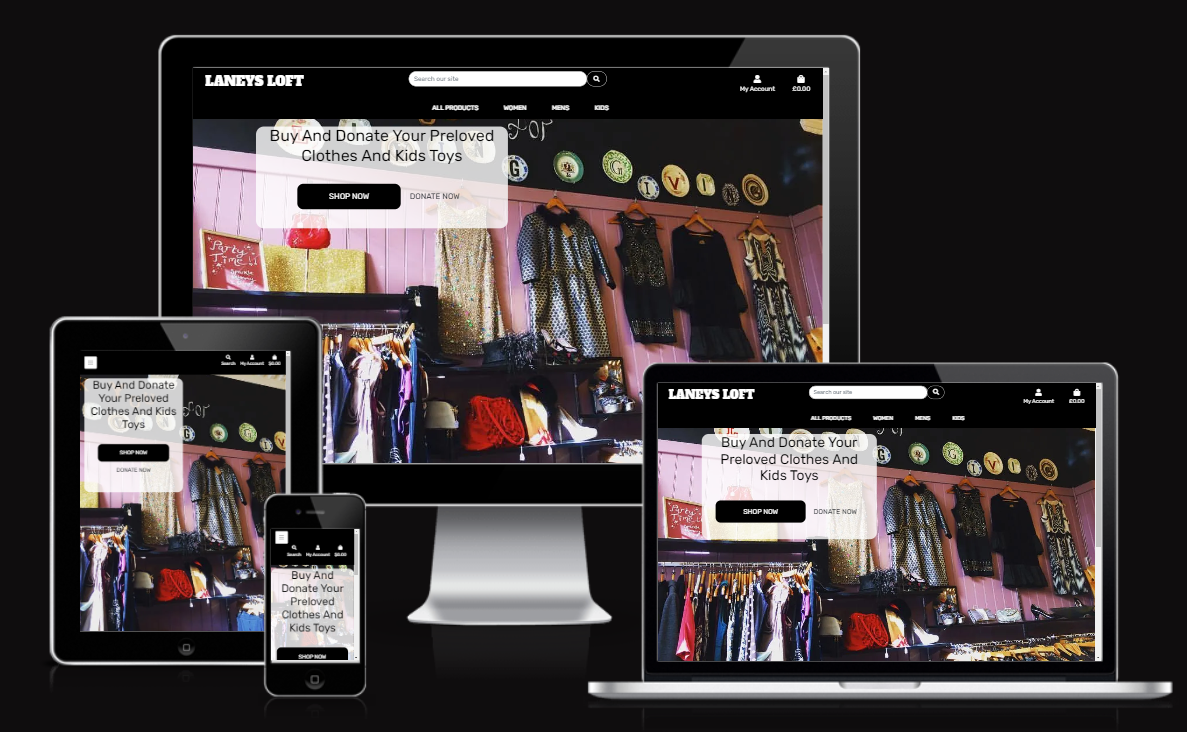 LANEYS LOFT
Search our site
My Account
£0.00
ALL PRODUCTS WOMEN MENS KIDS
Buy And Donate Your Preloved
Clothes And Kids Toys
SHOP NOW DONATE NOW
G I V I N G
Party
Time !!
Search My Account $0.00
Buy And Donate
Your Preloved
Clothes And Kids
Toys
SHOP NOW
DONATE NOW
Search My Account $0.00
Buy And
Donate Your
Preloved
Clothes And
Kids Toys
SHOP NOW
LANEYS LOFT
Search our site
My Account
£0.00
ALL PRODUCTS WOMEN MENS KIDS
Buy And Donate Your
Preloved Clothes And
Kids Toys
SHOP NOW DONATE NOW
Party
Time !!